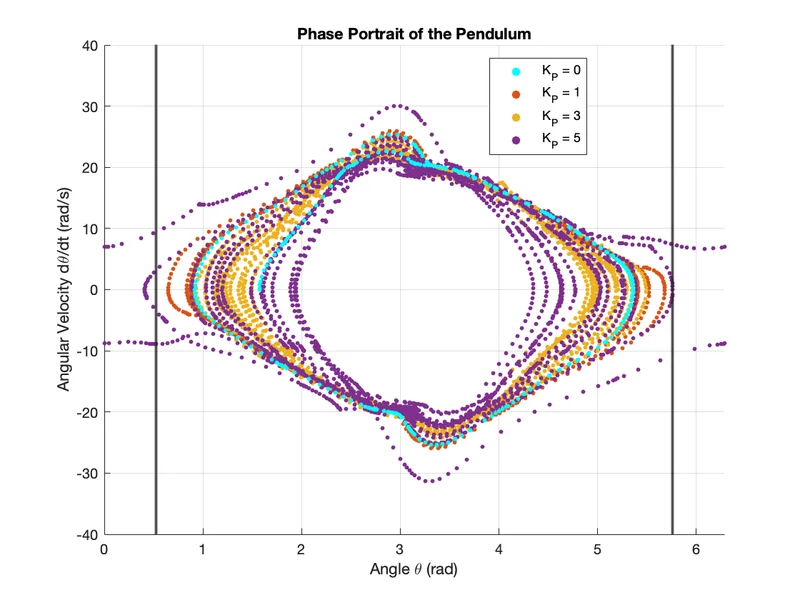 Phase Portrait of the Pendulum
K_P = 0
K_P = 1
K_P = 3
K_P = 5
Angular Velocity dθ/dt (rad/s)
40
30
20
10
0
-10
-20
-30
-40
0 1 2 3 4 5 6
Angle θ (rad)